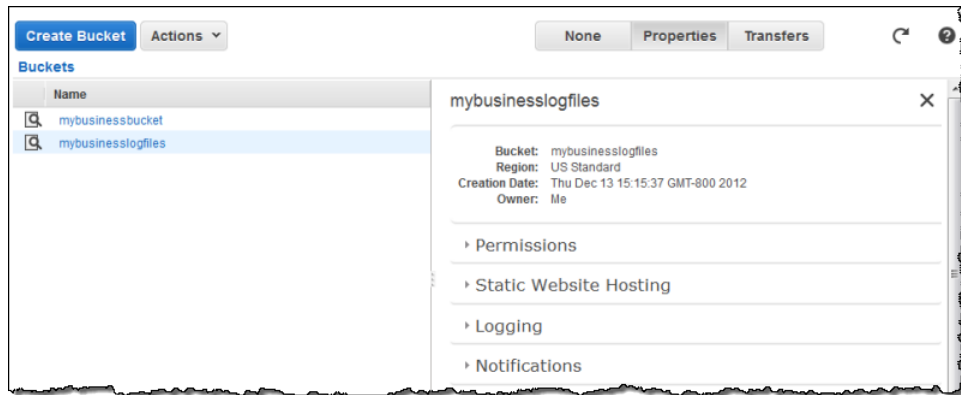 Create Bucket Actions None Properties Transfers
Buckets
Name
mybusinessbucket
mybusinesslogfiles
mybusinesslogfiles
Bucket: mybusinesslogfiles
Region: US Standard
Creation Date: Thu Dec 13 15:15:37 GMT-800 2012
Owner: Me
Permissions
Static Website Hosting
Logging
Notifications